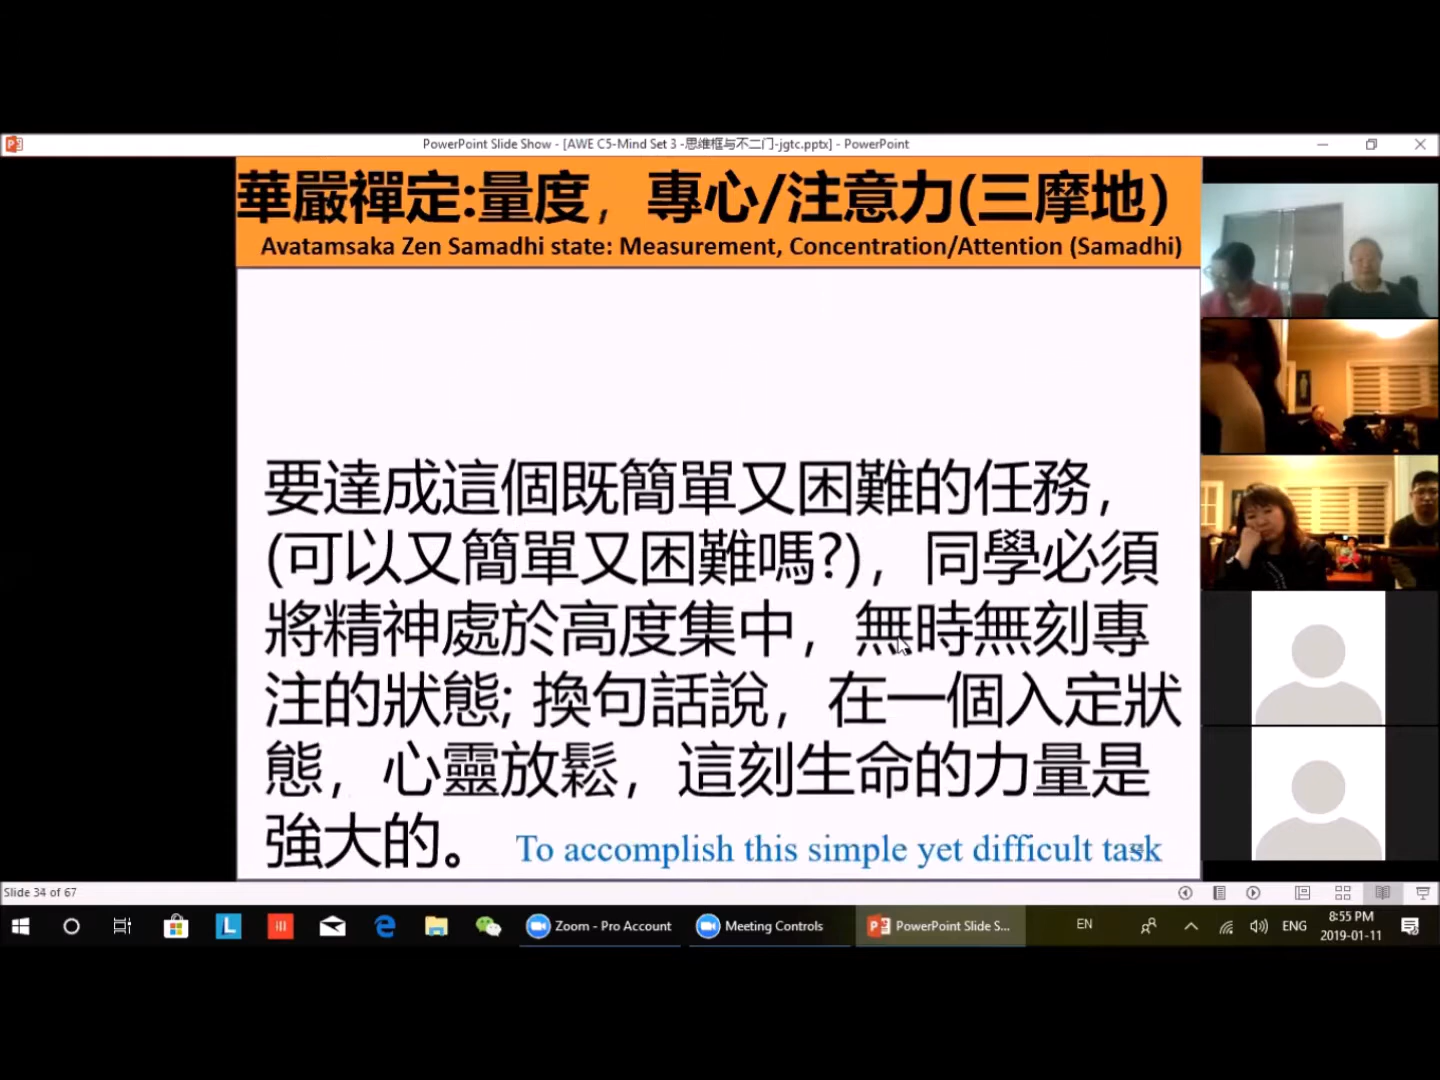 PowerPoint Slide Show - [AWE C5-Mind Set 3 -思维框与不二门-jgtc.pptx] - PowerPoint
華嚴禪定:量度，專心/注意力(三摩地)
Avatamsaka Zen Samadhi state: Measurement, Concentration/Attention (Samadhi)
要達成這個既簡單又困難的任務，
(可以又簡單又困難嗎?)，同學必須
將精神處於高度集中，無時無刻專
注的狀態; 換句話說，在一個入定狀
態，心靈放鬆，這刻生命的力量是
強大的。 To accomplish this simple yet difficult task
Slide 34 of 67
Zoom - Pro Account
Meeting Controls
PowerPoint Slide S...
EN
ENG
8:55 PM
2019-01-11